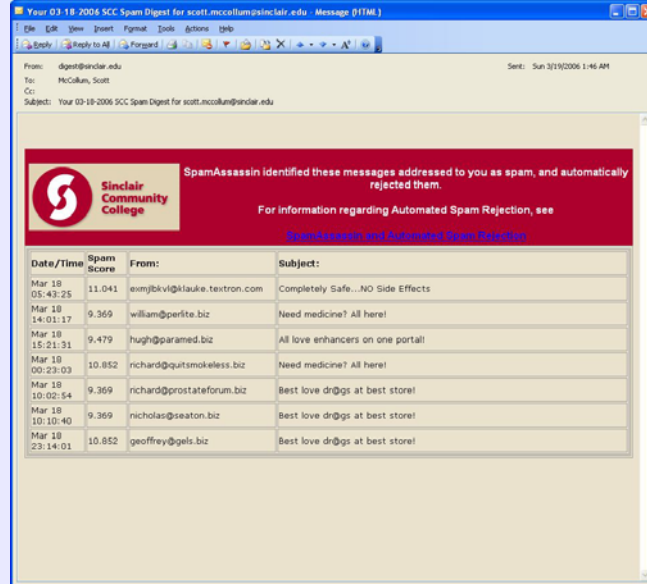 Your 03-18-2006 SCC Spam Digest for scott.mccollum@sinclair.edu - Message (HTML)
File Edit View Insert Format Tools Actions Help
Reply Reply to All Forward
From: digest@sinclair.edu Sent: Sun 3/19/2006 1:46 AM
To: McCollum, Scott
Cc:
Subject: Your 03-18-2006 SCC Spam Digest for scott.mccollum@sinclair.edu
Sinclair
Community
College
SpamAssassin identified these messages addressed to you as spam, and automatically
rejected them.
For information regarding Automated Spam Rejection, see
SpamAssassin and Automated Spam Rejection
Date/Time Spam Score From: Subject:
Mar 18 05:43:25 11.041 exmjlbkvl@klauke.textron.com Completely Safe...NO Side Effects
Mar 18 14:01:17 9.369 william@perlite.biz Need medicine? All here!
Mar 18 15:21:31 9.479 hugh@paramed.biz All love enhancers on one portal!
Mar 18 00:23:03 10.852 richard@quitsmokeless.biz Need medicine? All here!
Mar 18 10:02:54 9.369 richard@prostateforum.biz Best love dr@gs at best store!
Mar 18 10:10:40 9.369 nicholas@seaton.biz Best love dr@gs at best store!
Mar 18 23:14:01 10.852 geoffrey@gels.biz Best love dr@gs at best store!